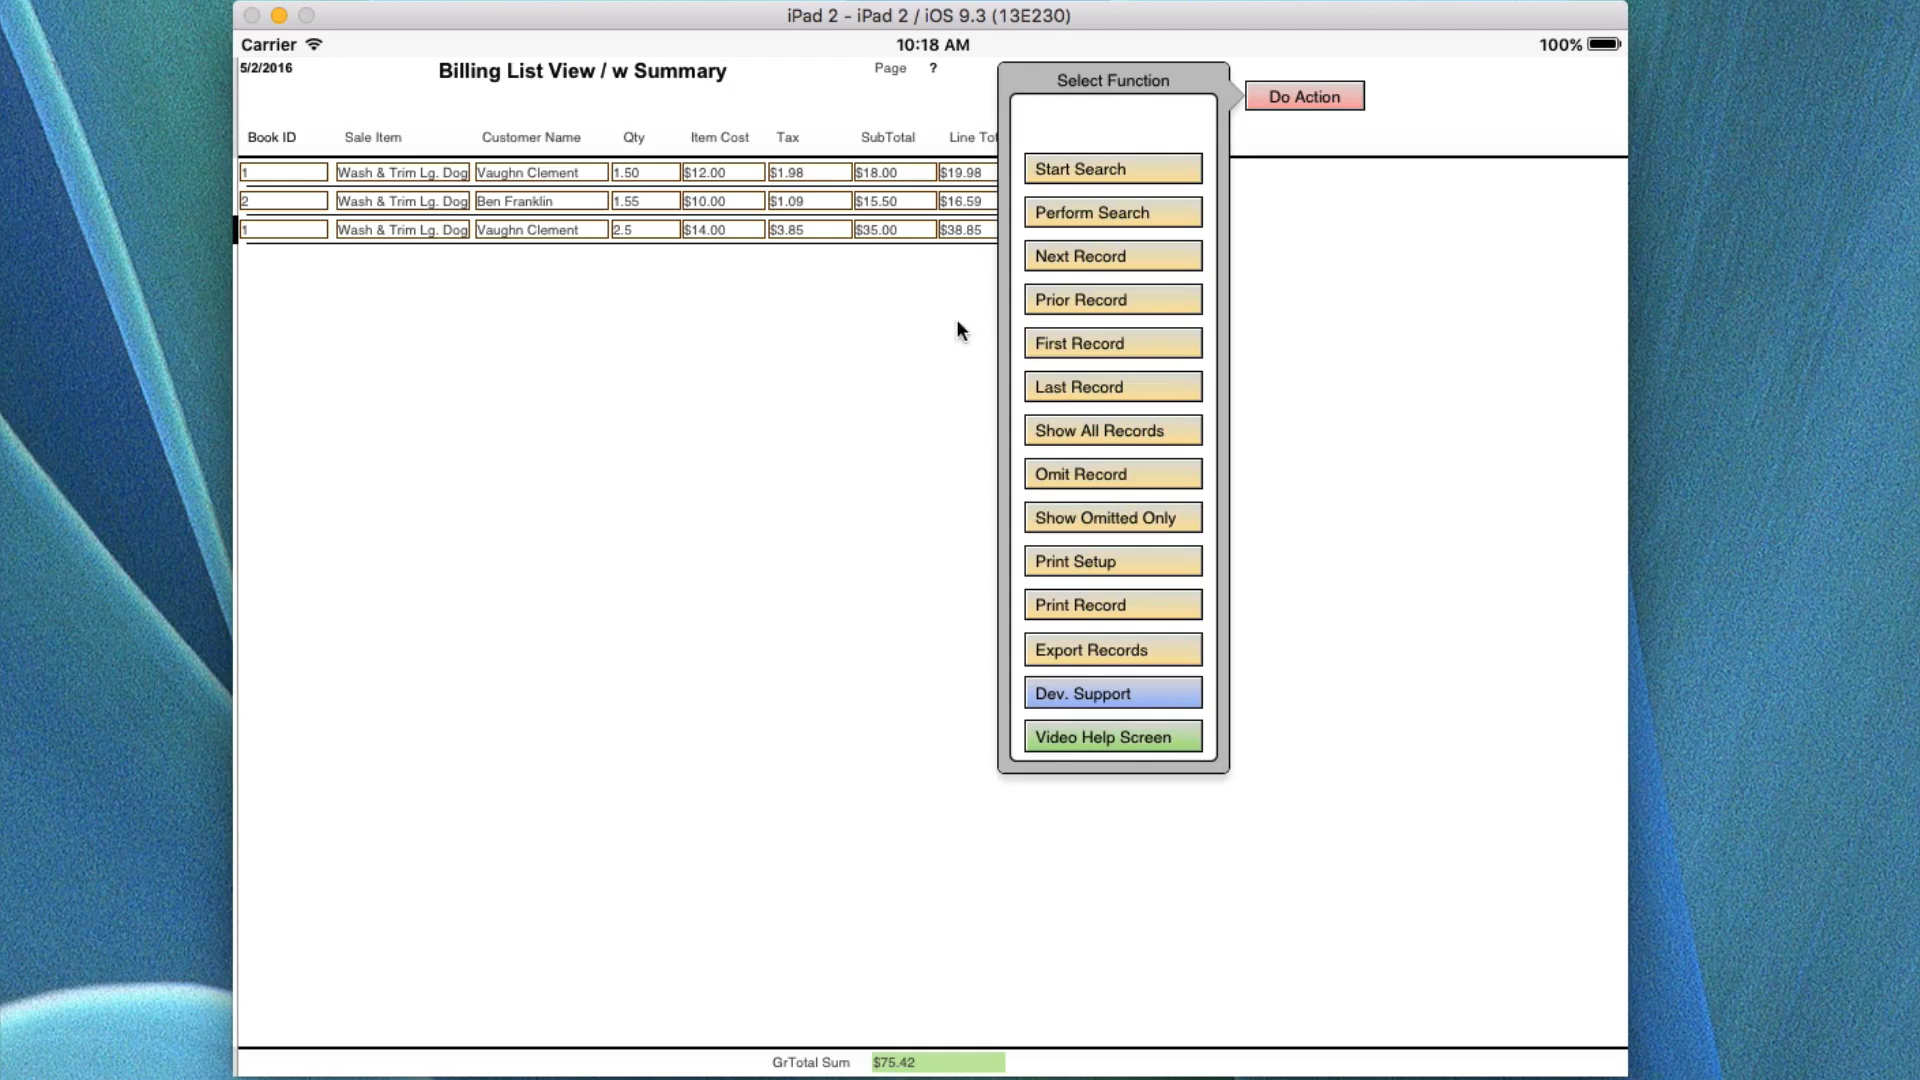 iPad 2 - iPad 2 / iOS 9.3 (13E230)
Carrier 10:18 AM 100%
5/2/2016 Billing List View / w Summary Page ?
Select Function
Do Action
Book ID Sale Item Customer Name Qty Item Cost Tax SubTotal Line Tot
1 Wash & Trim Lg. Dog Vaughn Clement 1.50 $12.00 $1.98 $18.00 $19.98
2 Wash & Trim Lg. Dog Ben Franklin 1.55 $10.00 $1.09 $15.50 $16.59
1 Wash & Trim Lg. Dog Vaughn Clement 2.5 $14.00 $3.85 $35.00 $38.85
Start Search
Perform Search
Next Record
Prior Record
First Record
Last Record
Show All Records
Omit Record
Show Omitted Only
Print Setup
Print Record
Export Records
Dev. Support
Video Help Screen
GrTotal Sum $75.42